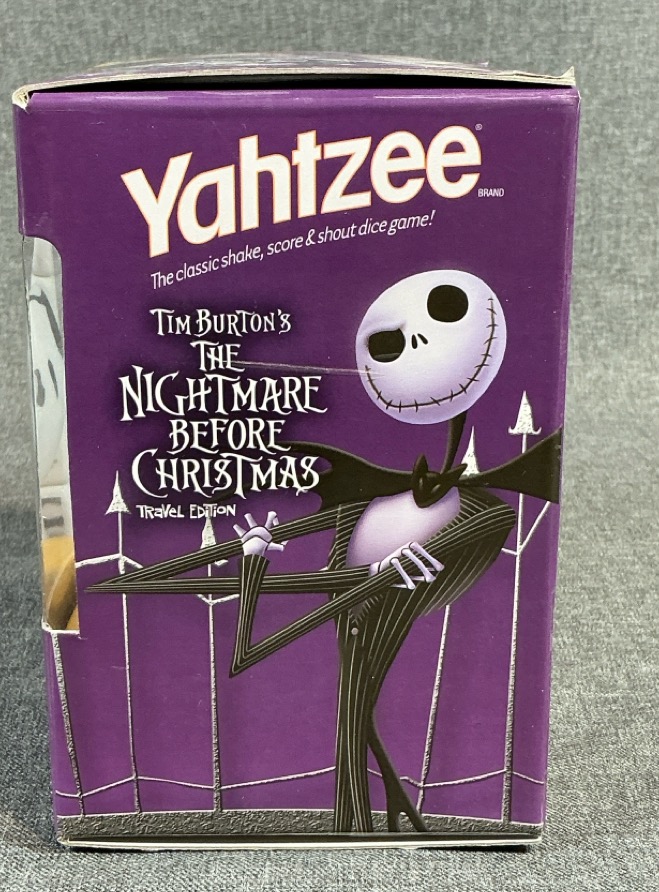 Yahtzee®
BRAND
The classic shake, score & shout dice game!
TIM BURTON'S
THE
NIGHTMARE
BEFORE
CHRISTMAS
TRAVEL EDITION